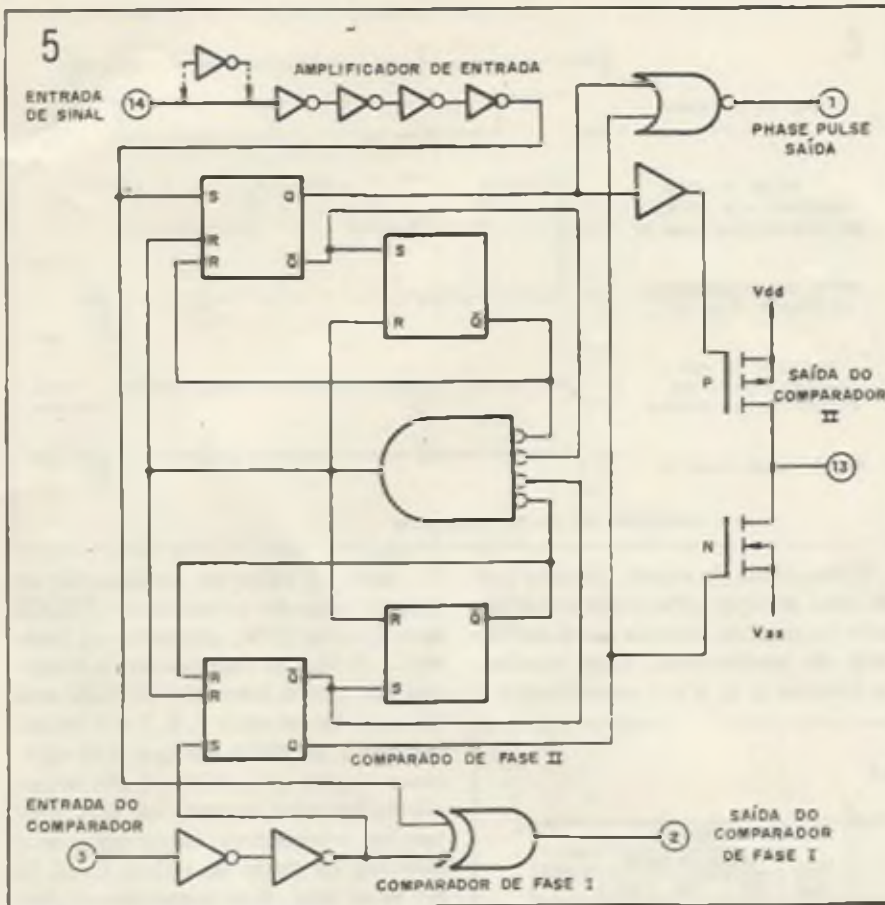 5
AMPLIFICADOR DE ENTRADA
ENTRADA
DE SINAL
14
1
PHASE PULSE
SAÍDA
S
Q
R
R
Q̅
S
R
Q̅
Vdd
P
SAÍDA DO
COMPARADOR
II
13
N
Vss
R
Q̅
S
R
R
S
Q̅
Q
COMPARADO DE FASE II
ENTRADA DO
COMPARADOR
3
2
SAÍDA DO
COMPARADOR
DE FASE I
COMPARADOR DE FASE I